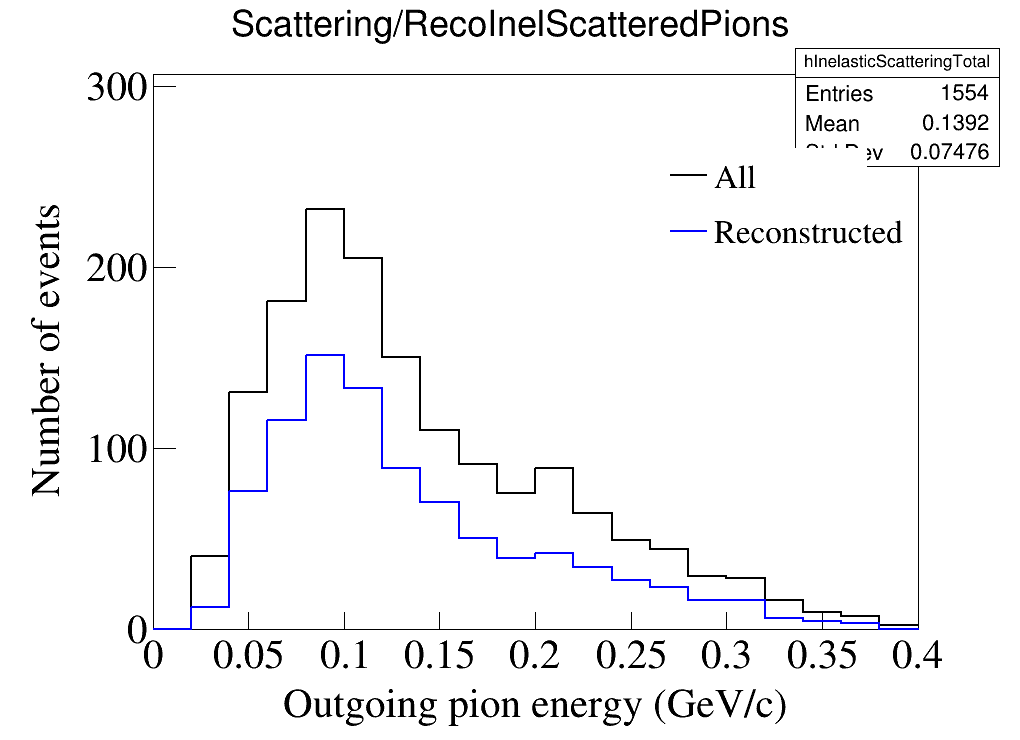 Scattering/RecoInelScatteredPions
hInelasticScatteringTotal
Entries 1554
Mean 0.1392
0.07476
All
Reconstructed
Number of events
300
200
100
0
0 0.05 0.1 0.15 0.2 0.25 0.3 0.35 0.4
Outgoing pion energy (GeV/c)